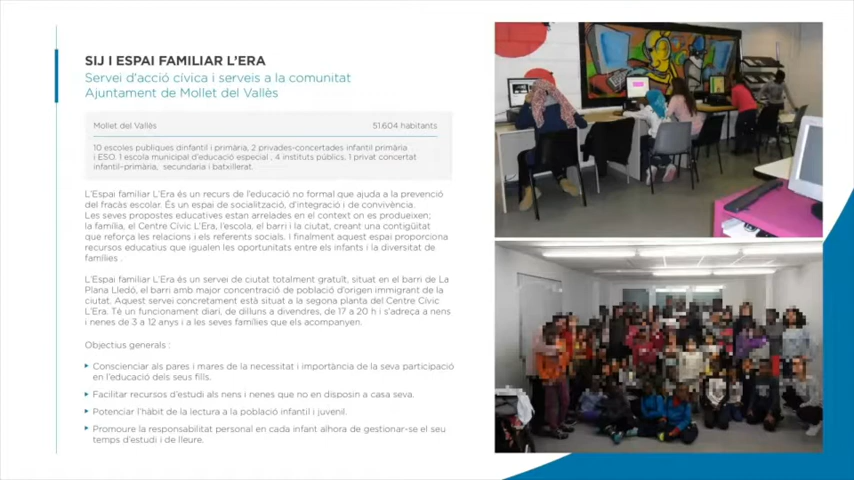 SIJ I ESPAI FAMILIAR L'ERA
Servei d'acció cívica i serveis a la comunitat
Ajuntament de Mollet del Vallès
Mollet del Vallès 51.604 habitants
10 escoles publiques dinfantil i primària, 2 privades-concertades infantil primària
i ESO. 1 escola municipal d'educació especial . 4 instituts públics, 1 privat concertat
infantil-primària, secundaria i batxillerat.
L'Espai familiar L'Era és un recurs de l'educació no formal que ajuda a la prevenció
del fracàs escolar. És un espai de socialització, d'integració i de convivència.
Les seves propostes educatives estan arrelades en el context on es produeixen;
la família, el Centre Cívic L'Era, l'escola, el barri i la ciutat, creant una contigüitat
que reforça les relacions i els referents socials. I finalment aquest espai proporciona
recursos educatius que igualen les oportunitats entre els infants i la diversitat de
famílies .
L'Espai familiar L'Era és un servei de ciutat totalment gratuït, situat en el barri de La
Plana Lledó, el barri amb major concentració de població d'origen immigrant de la
ciutat. Aquest servei concretament està situat a la segona planta del Centre Cívic
L'Era. Té un funcionament diari, de dilluns a divendres, de 17 a 20 h i s'adreça a nens
i nenes de 3 a 12 anys i a les seves famílies que els acompanyen.
Objectius generals :
Conscienciar als pares i mares de la necessitat i importància de la seva participació
en l'educació dels seus fills.
Facilitar recursos d'estudi als nens i nenes que no en disposin a casa seva.
Potenciar l'hàbit de la lectura a la població infantil i juvenil.
Promoure la responsabilitat personal en cada infant alhora de gestionar-se el seu
temps d'estudi i de lleure.